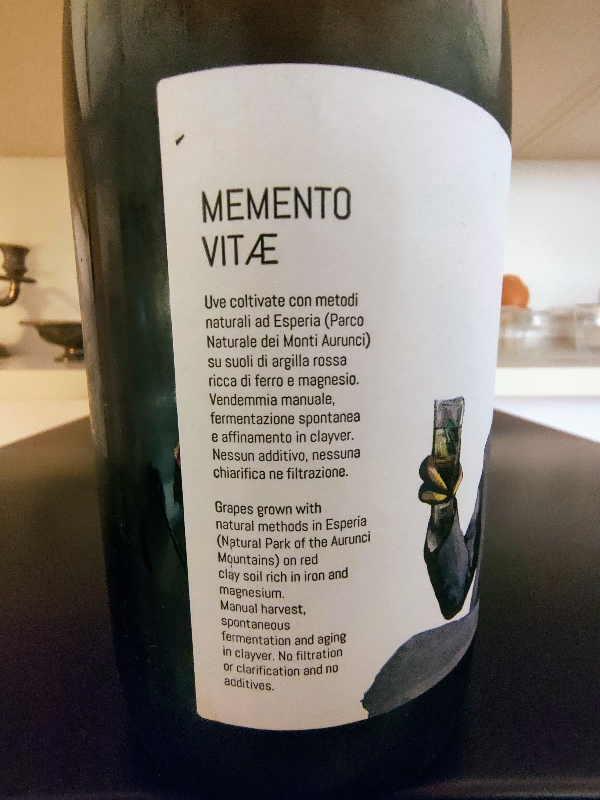 MEMENTO
VITÆ
Uve coltivate con metodi
naturali ad Esperia (Parco
Naturale dei Monti Aurunci)
su suoli di argilla rossa
ricca di ferro e magnesio.
Vendemmia manuale,
fermentazione spontanea
e affinamento in clayver.
Nessun additivo, nessuna
chiarifica ne filtrazione.
Grapes grown with
natural methods in Esperia
(Natural Park of the Aurunci
Mountains) on red
clay soil rich in iron and
magnesium.
Manual harvest,
spontaneous
fermentation and aging
in clayver. No filtration
or clarification and no
additives.